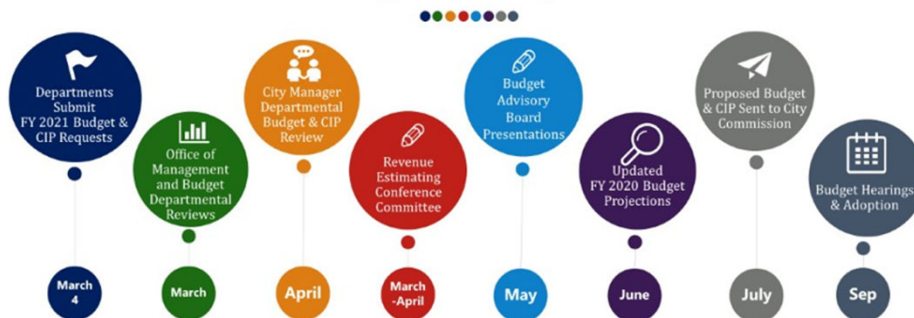 Departments
Submit
FY 2021 Budget &
CIP Requests
Office of
Management
and Budget
Departmental
Reviews
City Manager
Departmental
Budget & CIP
Review
Revenue
Estimating
Conference
Committee
Budget
Advisory
Board
Presentations
Updated
FY 2020 Budget
Projections
Proposed Budget
& CIP Sent to City
Commission
Budget Hearings
& Adoption
March
4
March
April
March
-April
May
June
July
Sep